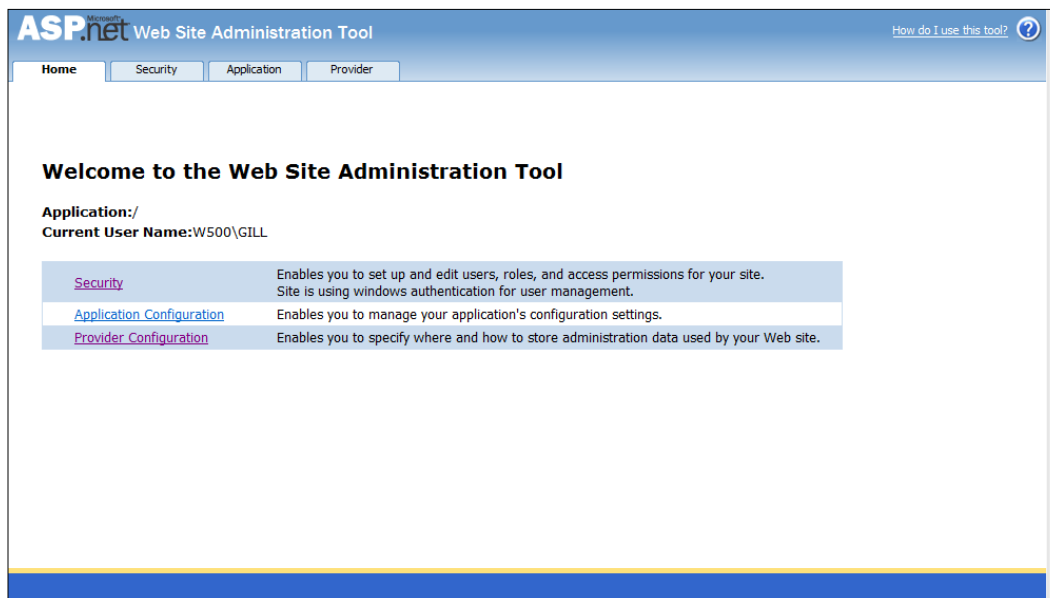 Microsoft
ASP.net Web Site Administration Tool
How do I use this tool? ?
Home Security Application Provider
Welcome to the Web Site Administration Tool
Application:/
Current User Name:W500\GILL
Security Enables you to set up and edit users, roles, and access permissions for your site.
Site is using windows authentication for user management.
Application Configuration Enables you to manage your application's configuration settings.
Provider Configuration Enables you to specify where and how to store administration data used by your Web site.